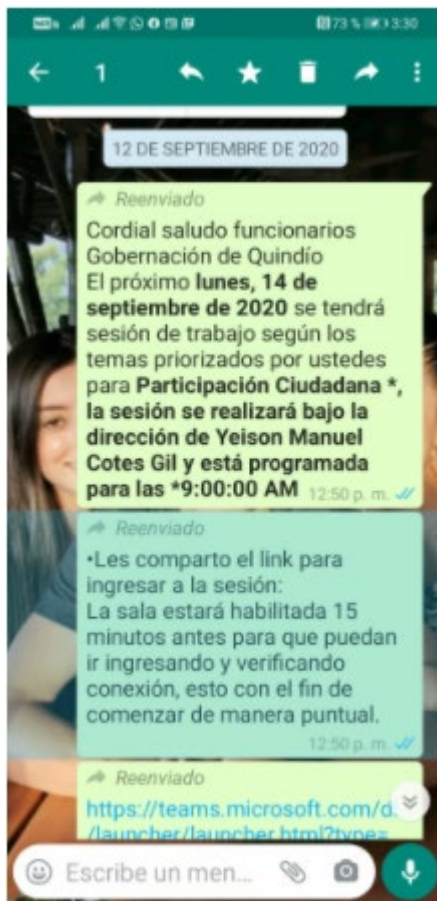 73 % 3:30
1
12 DE SEPTIEMBRE DE 2020
Reenviado
Cordial saludo funcionarios
Gobernación de Quindío
El próximo lunes, 14 de
septiembre de 2020 se tendrá
sesión de trabajo según los
temas priorizados por ustedes
para Participación Ciudadana *,
la sesión se realizará bajo la
dirección de Yeison Manuel
Cotes Gil y está programada
para las *9:00:00 AM 12:50 p. m.
Reenviado
•Les comparto el link para
ingresar a la sesión:
La sala estará habilitada 15
minutos antes para que puedan
ir ingresando y verificando
conexión, esto con el fin de
comenzar de manera puntual.
12:50 p. m.
Reenviado
https://teams.microsoft.com/d
/launcher/launcher.html?type=
Escribe un men...